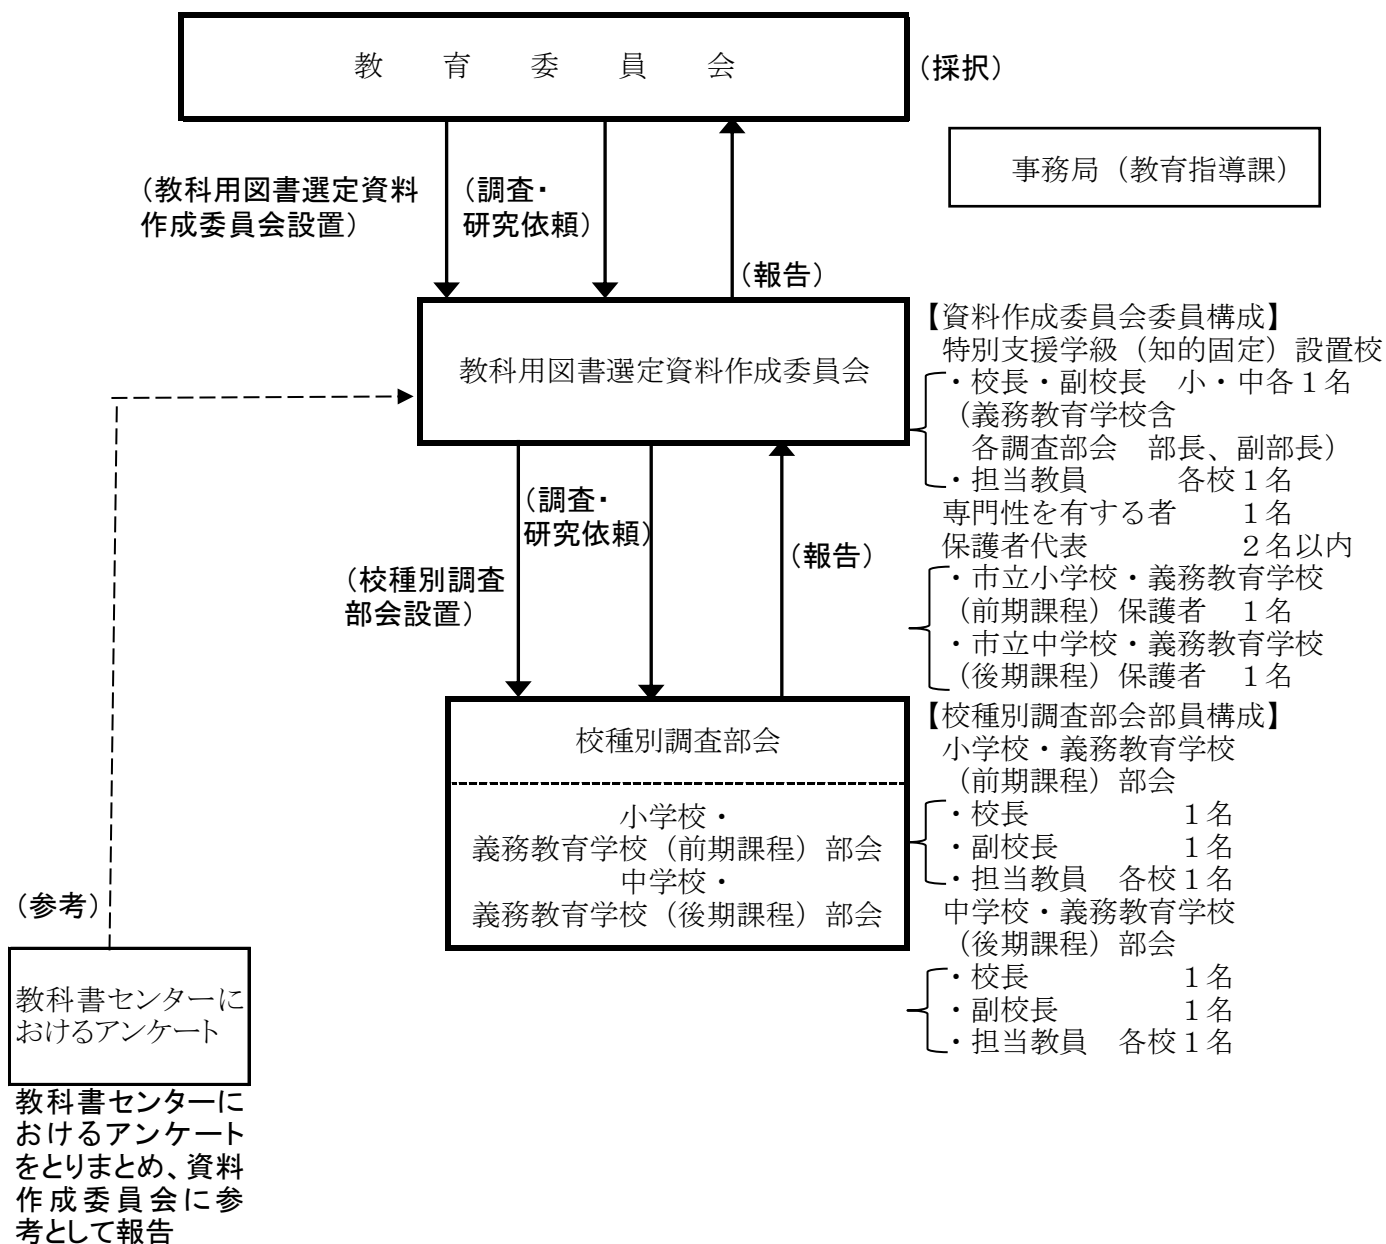 教　育　委　員　会
（採択）
事務局（教育指導課）
（教科用図書選定資料
作成委員会設置）
（調査・
研究依頼）
（報告）
教科用図書選定資料作成委員会
【資料作成委員会委員構成】
特別支援学級（知的固定）設置校
・校長・副校長　小・中各１名
（義務教育学校含
各調査部会　部長、副部長）
・担当教員　　　各校１名
専門性を有する者　１名
保護者代表　　　　２名以内
・市立小学校・義務教育学校
（前期課程）保護者　１名
・市立中学校・義務教育学校
（後期課程）保護者　１名
（調査・
研究依頼）
（報告）
（校種別調査
部会設置）
校種別調査部会
小学校・
義務教育学校（前期課程）部会
中学校・
義務教育学校（後期課程）部会
【校種別調査部会部員構成】
小学校・義務教育学校
（前期課程）部会
・校長　　　　　１名
・副校長　　　　１名
・担当教員　各校１名
中学校・義務教育学校
（後期課程）部会
・校長　　　　　１名
・副校長　　　　１名
・担当教員　各校１名
（参考）
教科書センターに
おけるアンケート
教科書センターに
おけるアンケート
をとりまとめ、資料
作成委員会に参
考として報告